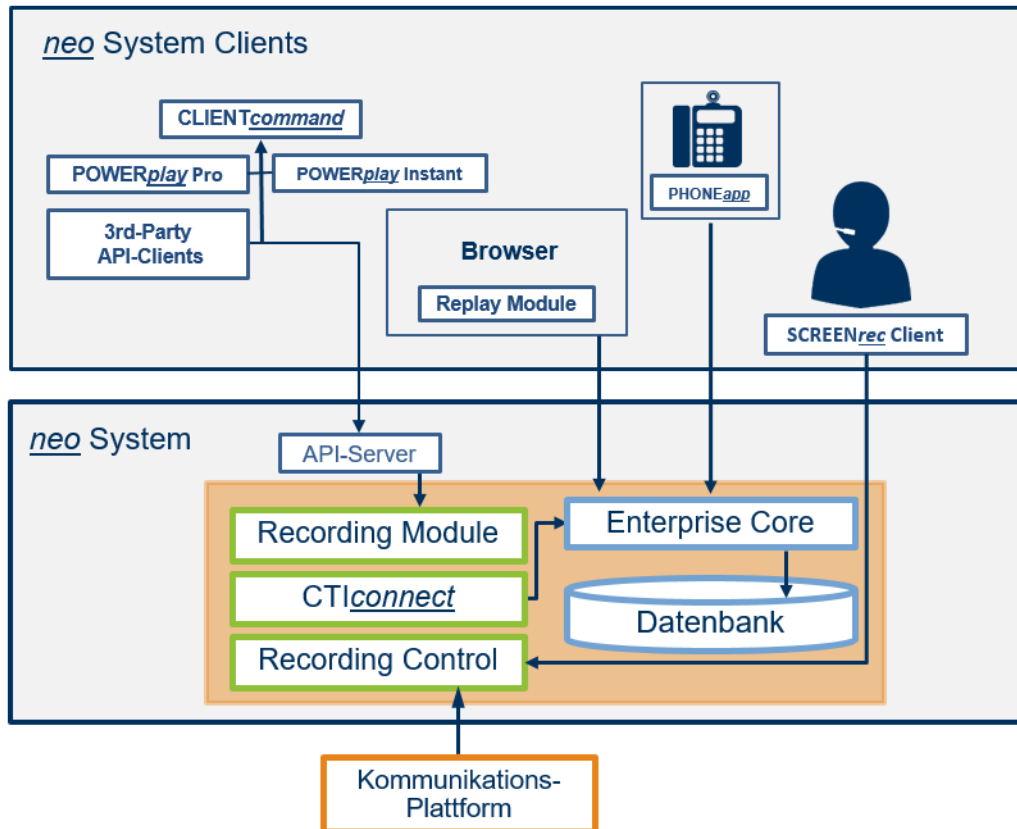 neo System Clients
CLIENTcommand
POWERplay Pro
POWERplay Instant
3rd-Party
API-Clients
Browser
Replay Module
PHONEapp
SCREENrec Client
neo System
API-Server
Recording Module
Enterprise Core
CTIconnect
Datenbank
Recording Control
Kommunikations-
Plattform